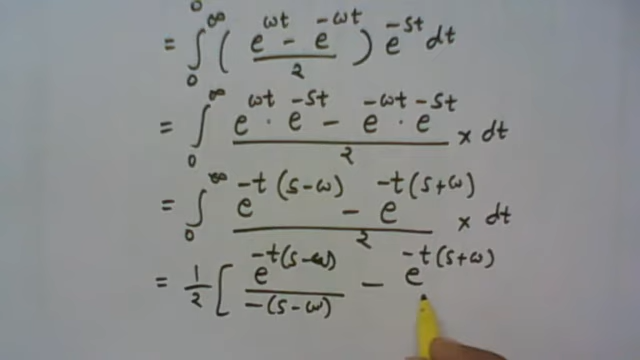 = ∫₀^∞ ( (e^{ωt} - e^{-ωt}) / 2 ) e^{-st} dt
= ∫₀^∞ (e^{ωt} · e^{-st} - e^{-ωt} · e^{-st}) / 2 × dt
= ∫₀^∞ (e^{-t(s-ω)} - e^{-t(s+ω)}) / 2 × dt
= 1/2 [ e^{-t(s-ω)} / -(s-ω) - e^{-t(s+ω)}